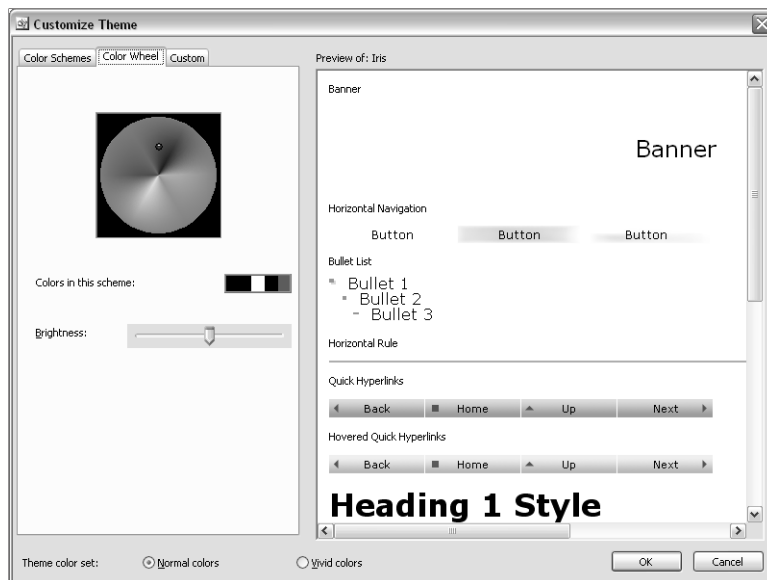 Customize Theme
Color Schemes Color Wheel Custom
Colors in this scheme:
Brightness:
Preview of: Iris
Banner
Banner
Horizontal Navigation
Button Button Button
Bullet List
Bullet 1
Bullet 2
Bullet 3
Horizontal Rule
Quick Hyperlinks
Back Home Up Next
Hovered Quick Hyperlinks
Back Home Up Next
Heading 1 Style
Theme color set: Normal colors Vivid colors OK Cancel